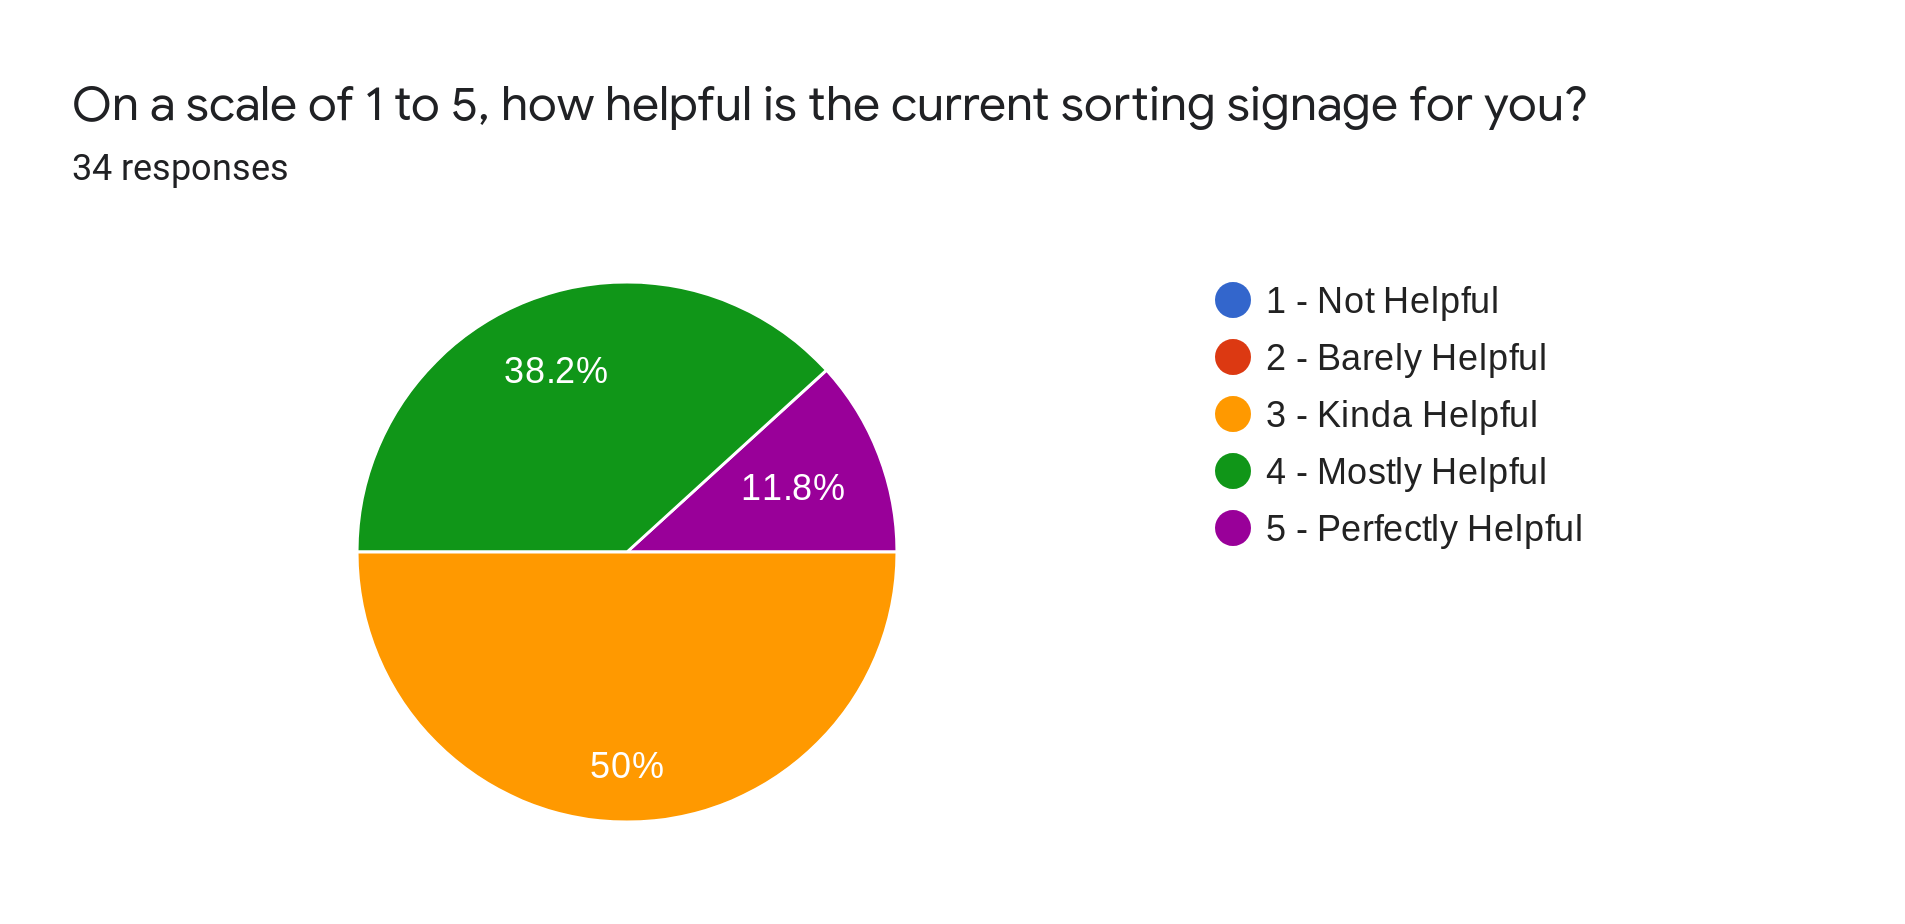 On a scale of 1 to 5, how helpful is the current sorting signage for you?
34 responses
38.2%
11.8%
50%
1 - Not Helpful
2 - Barely Helpful
3 - Kinda Helpful
4 - Mostly Helpful
5 - Perfectly Helpful